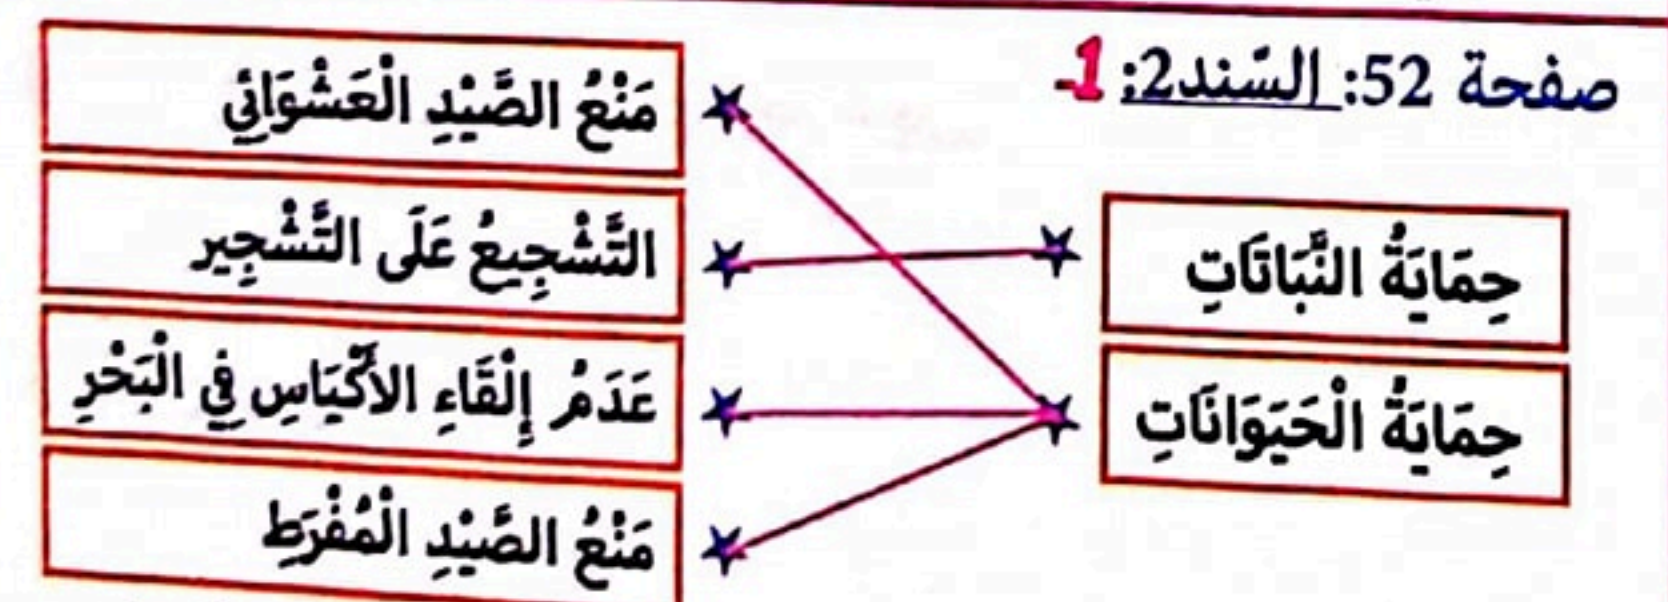 صفحة 52: السّند2: 1-
مَنْعُ الصَّيْدِ الْعَشْوَائِي
حِمَايَةُ النَّبَاتَاتِ
التَّشْجِيعُ عَلَى التَّشْجِير
حِمَايَةُ الْحَيَوَانَاتِ
عَدَمُ إِلْقَاءِ الأَكْيَاسِ فِي الْبَحْرِ
مَنْعُ الصَّيْدِ الْمُفْرَطِ